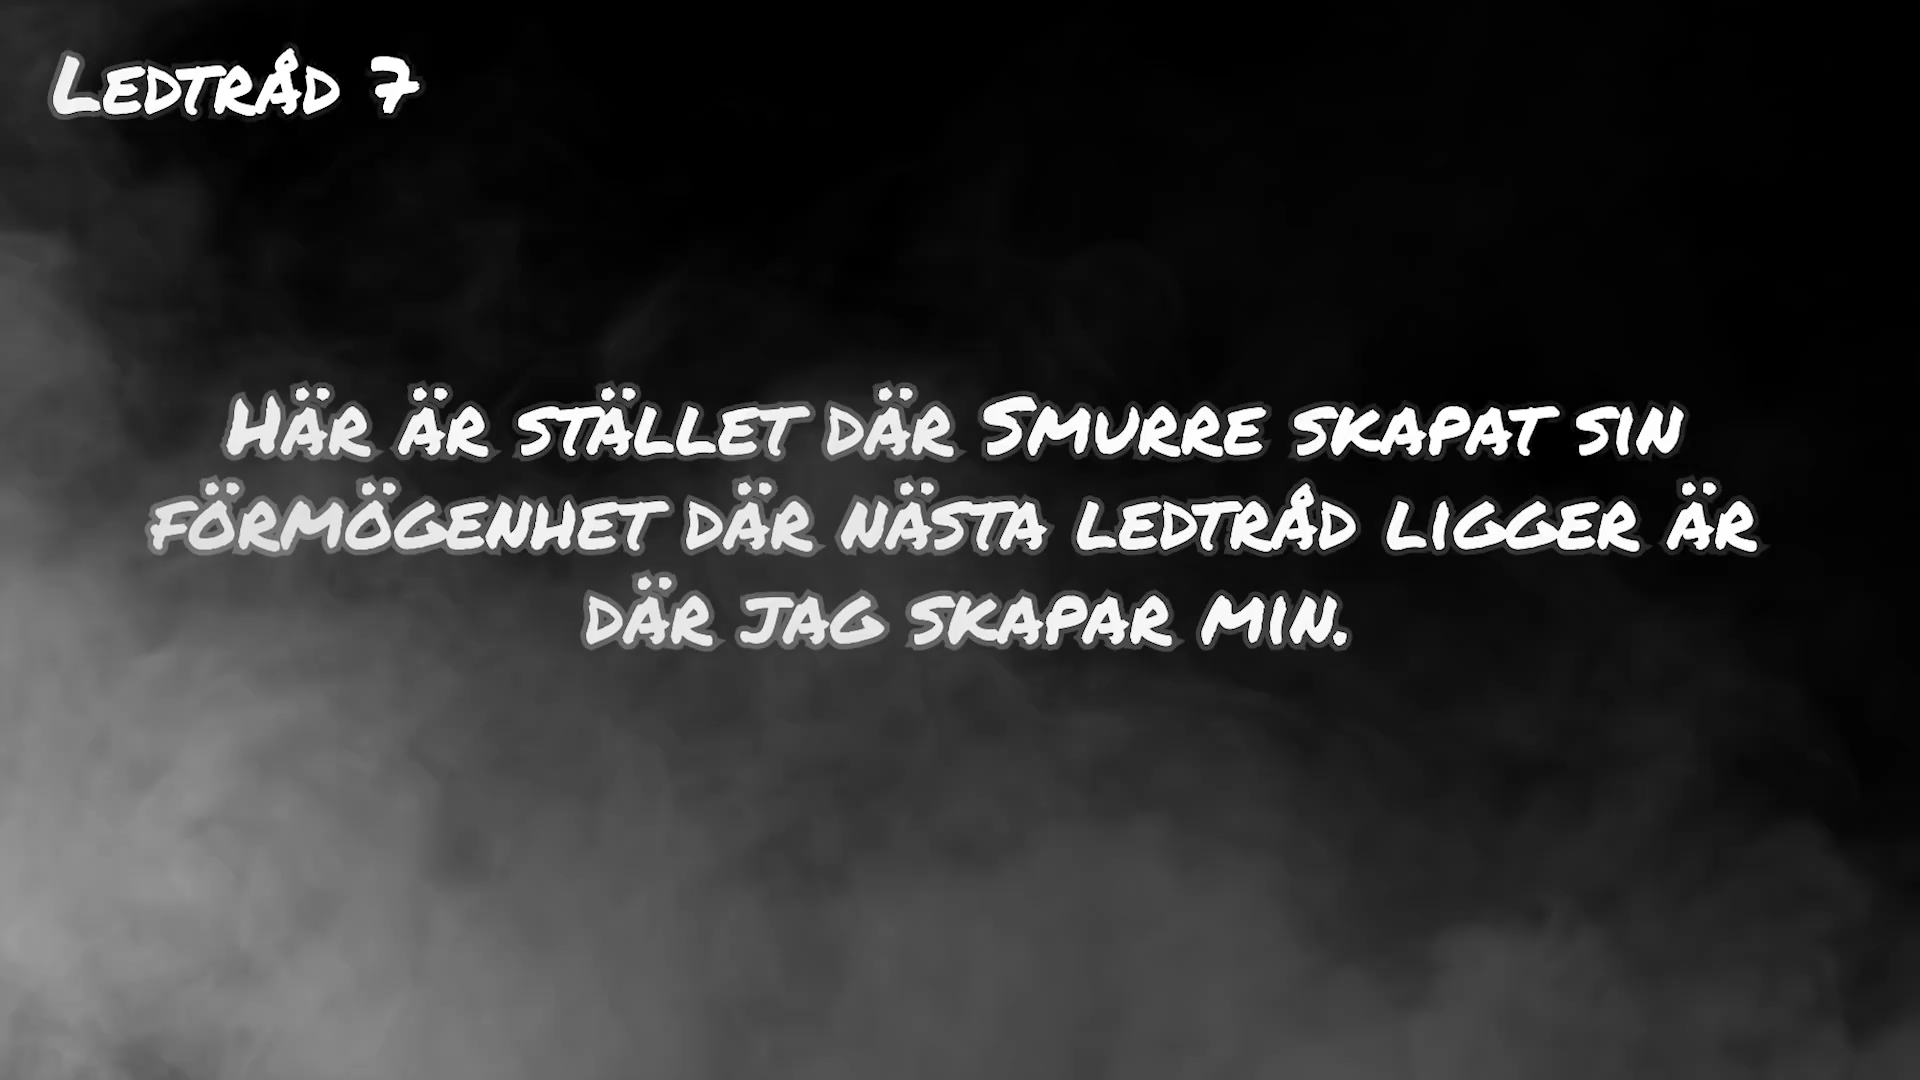 Ledtråd 7
Här är stället där Smurre skapat sin
förmögenhet där nästa ledtråd ligger är
där jag skapar min.